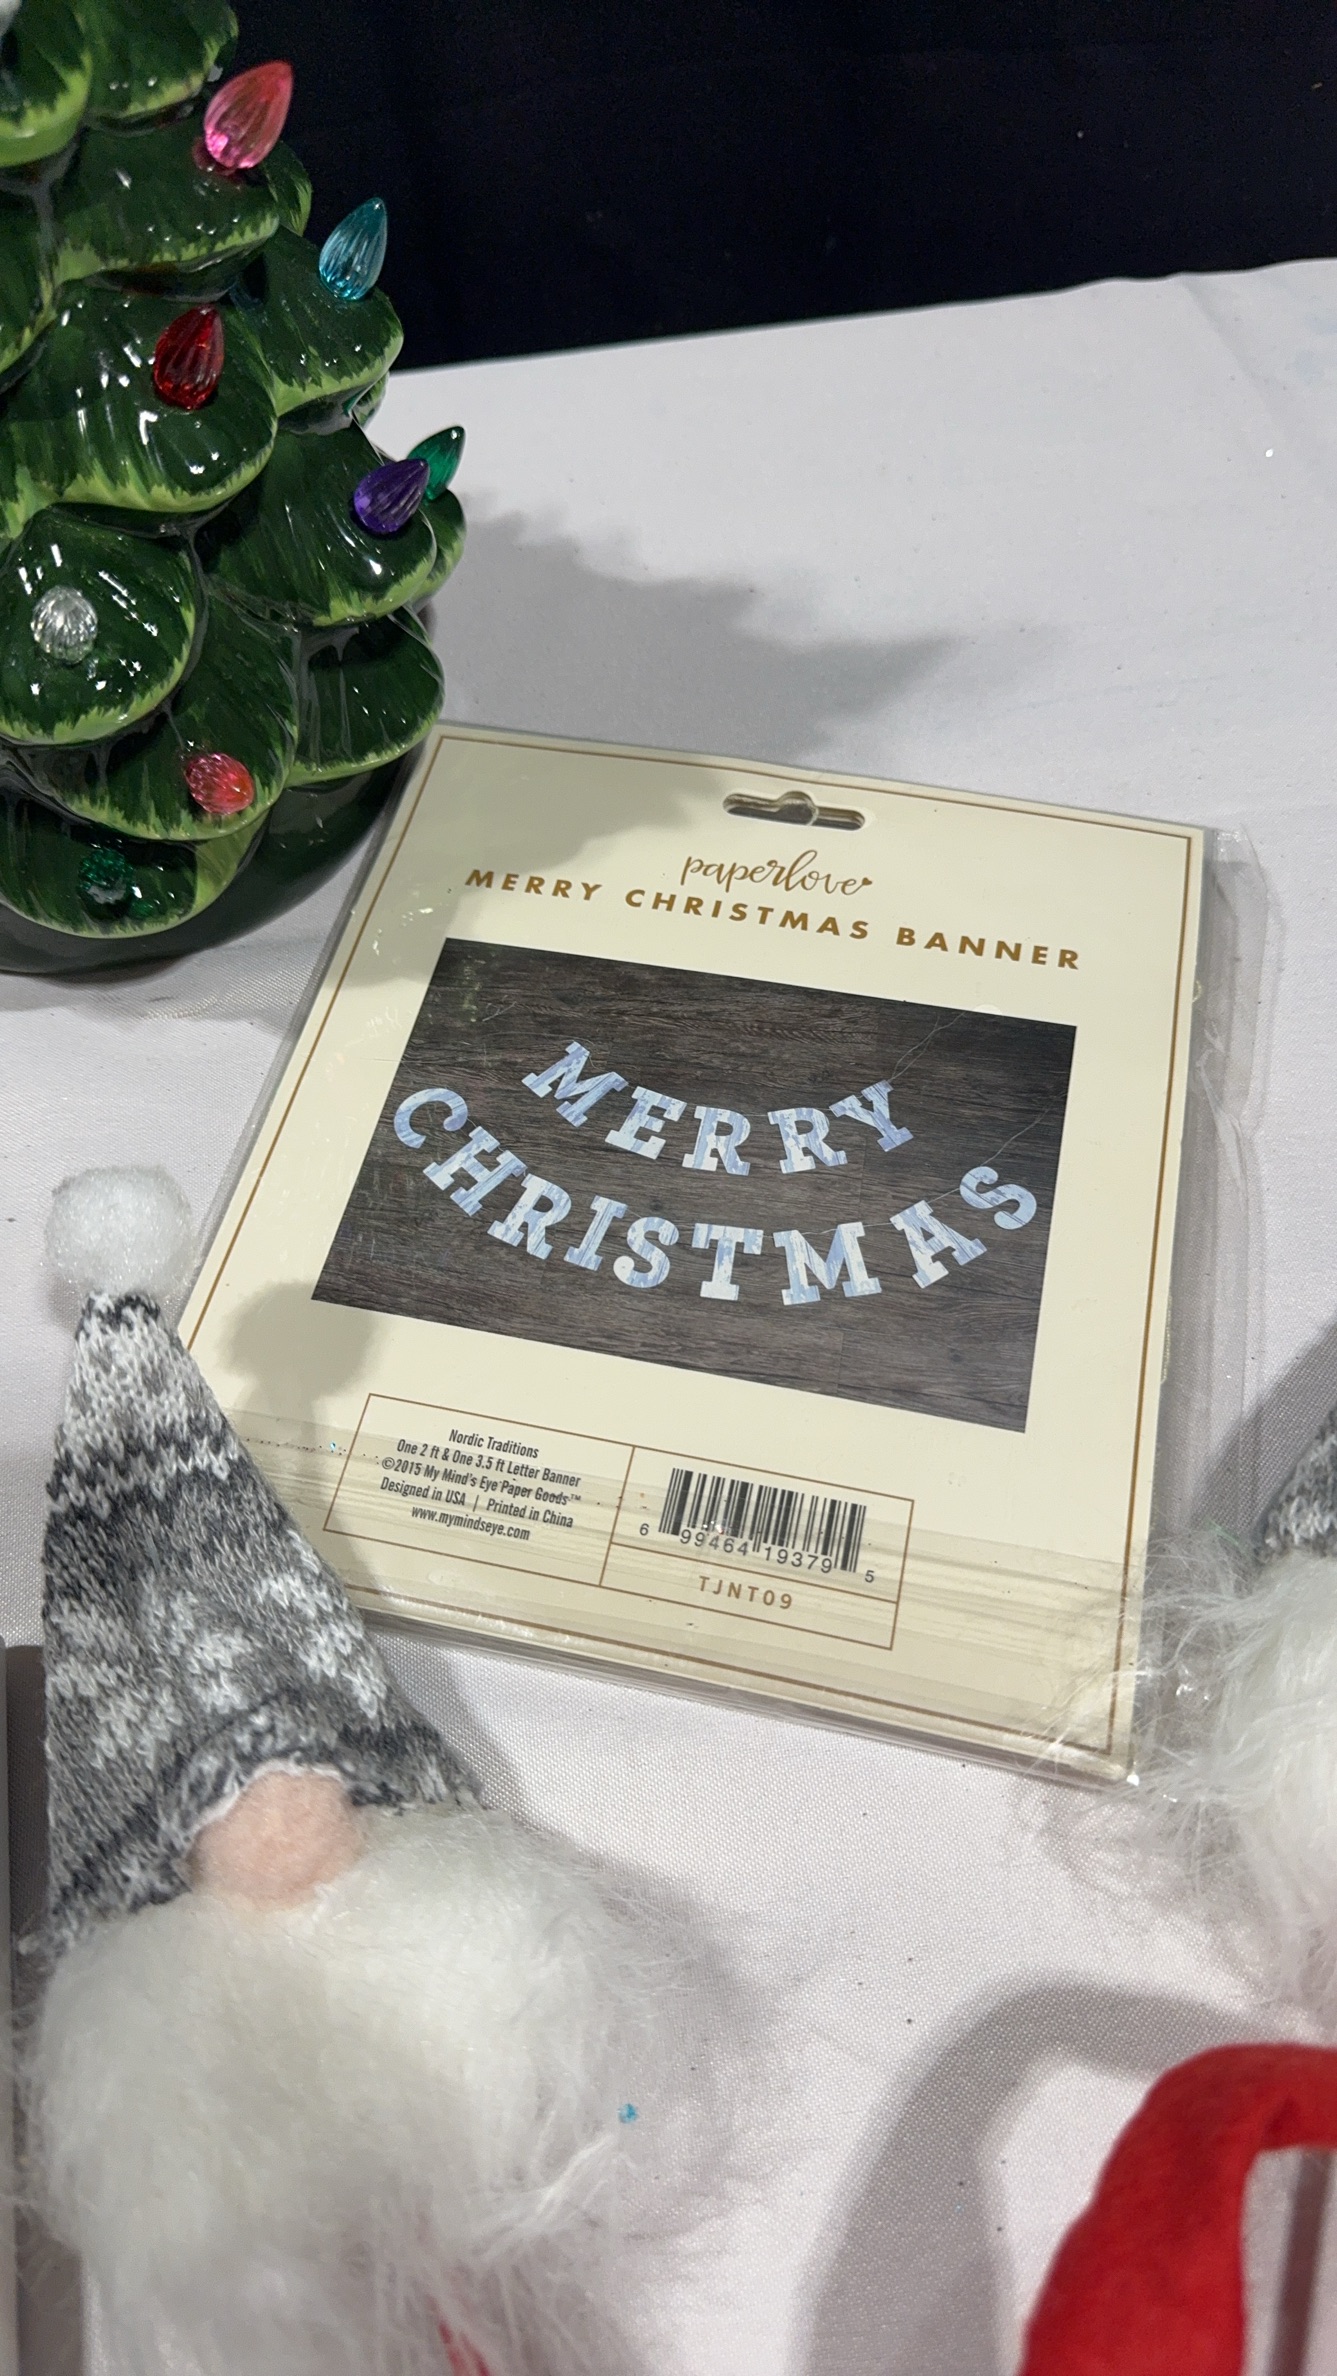 paperlove
MERRY CHRISTMAS BANNER
MERRY
CHRISTMAS
Nordic Traditions
One 2 ft & One 3.5 ft Letter Banner
©2015 My Mind's Eye Paper Goods™
Designed in USA | Printed in China
www.mymindseye.com
6 99464 19379 5
TJNT09